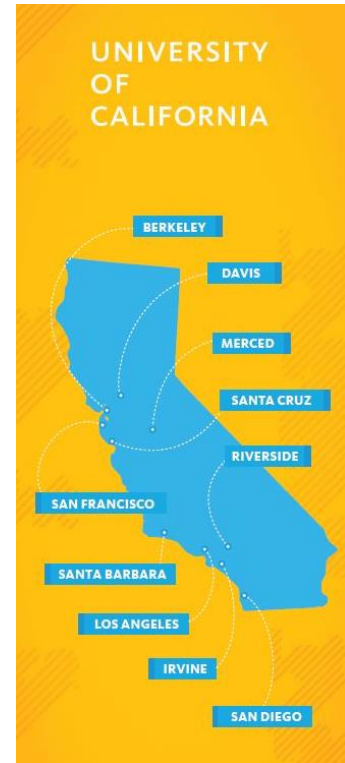 UNIVERSITY
OF
CALIFORNIA
BERKELEY
DAVIS
MERCED
SANTA CRUZ
RIVERSIDE
SAN FRANCISCO
SANTA BARBARA
LOS ANGELES
IRVINE
SAN DIEGO